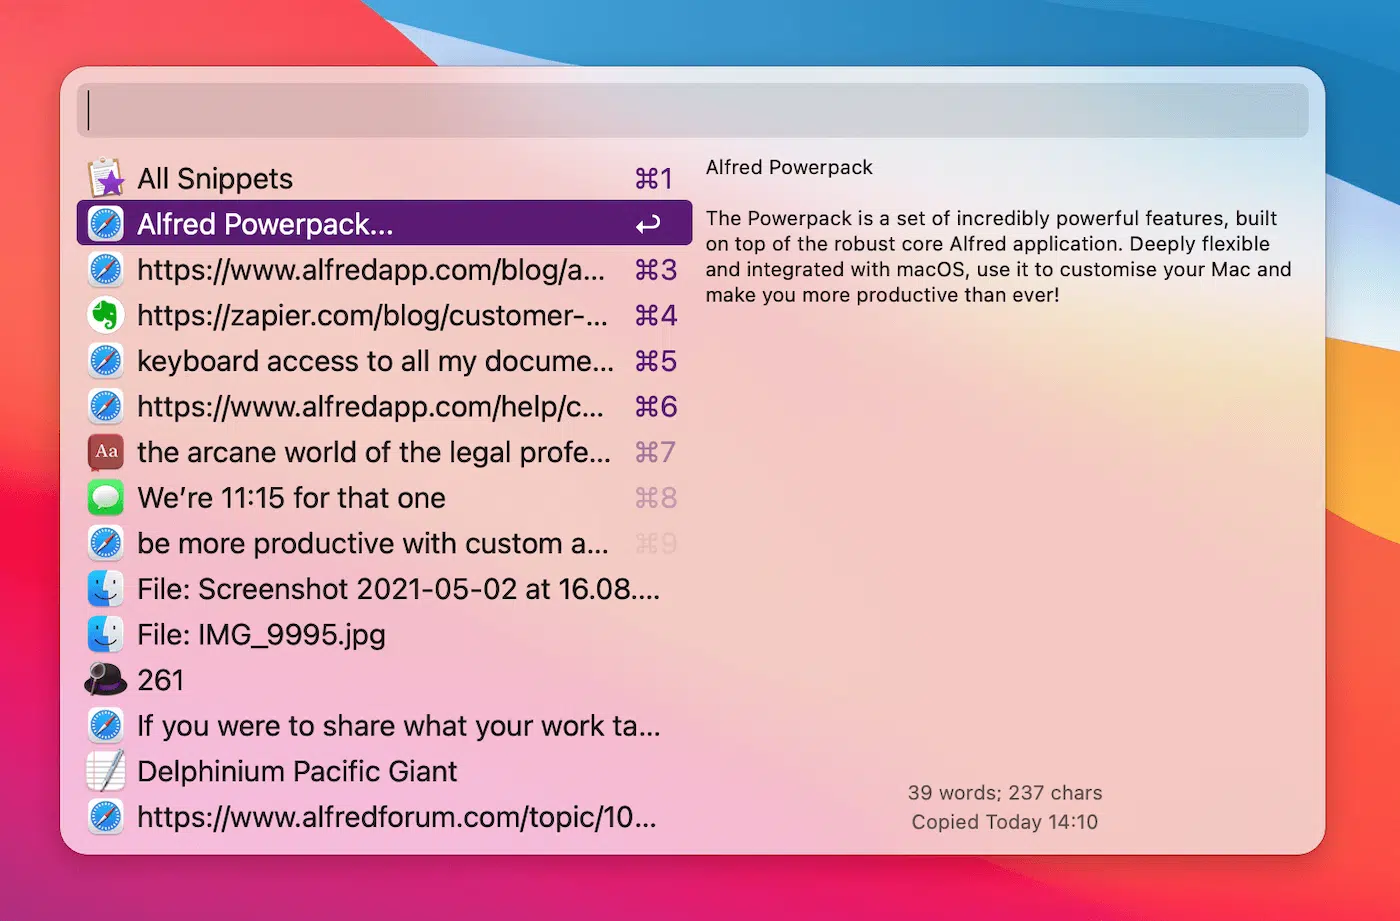 All Snippets ⌘1
Alfred Powerpack... ↩
https://www.alfredapp.com/blog/a... ⌘3
https://zapier.com/blog/customer-... ⌘4
keyboard access to all my docume... ⌘5
https://www.alfredapp.com/help/c... ⌘6
Aa
the arcane world of the legal profe... ⌘7
We’re 11:15 for that one ⌘8
be more productive with custom a... ⌘9
File: Screenshot 2021-05-02 at 16.08....
File: IMG_9995.jpg
261
If you were to share what your work ta...
Delphinium Pacific Giant
https://www.alfredforum.com/topic/10...
Alfred Powerpack
The Powerpack is a set of incredibly powerful features, built
on top of the robust core Alfred application. Deeply flexible
and integrated with macOS, use it to customise your Mac and
make you more productive than ever!
39 words; 237 chars
Copied Today 14:10